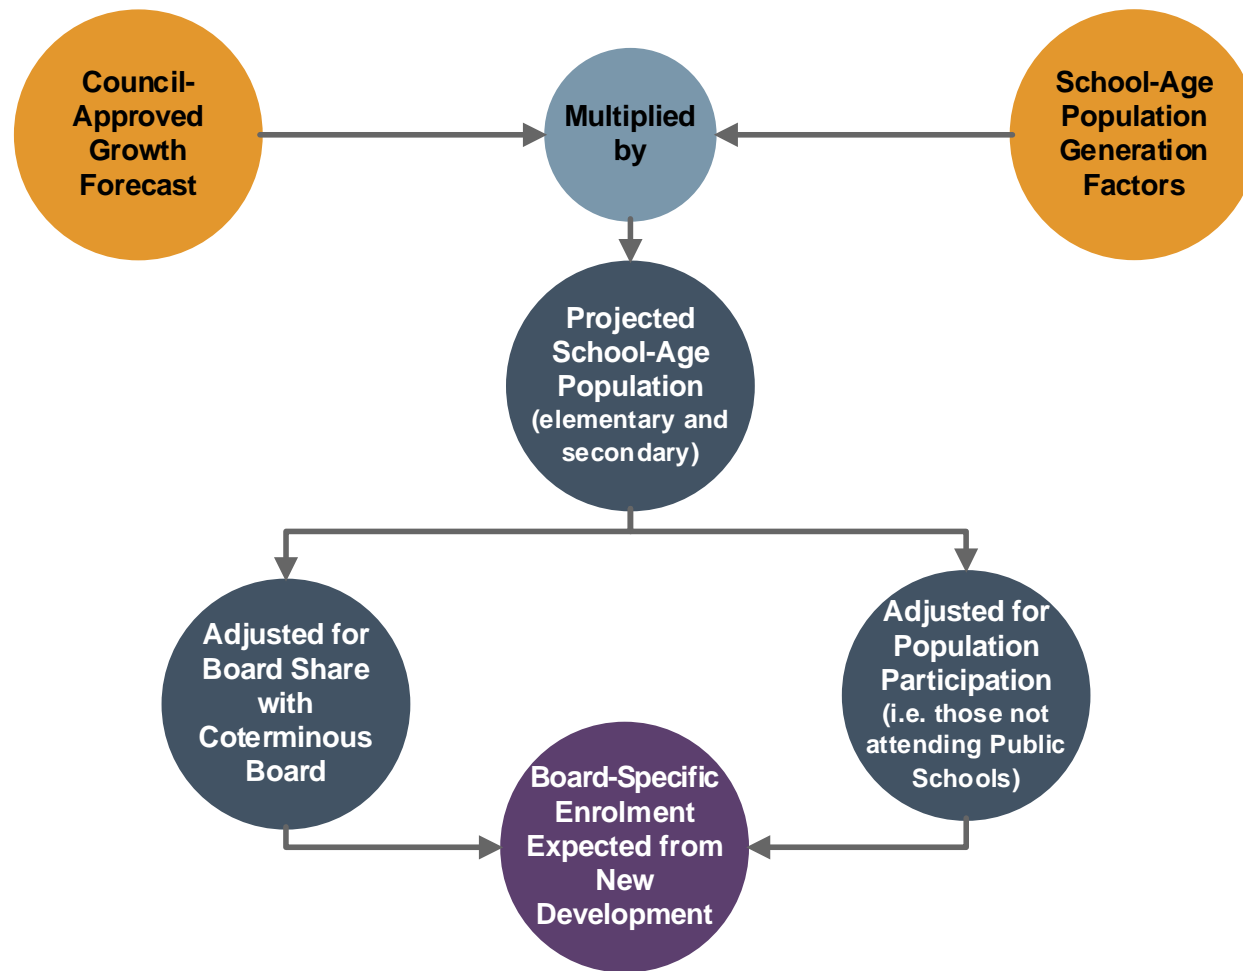 Council-
Approved
Growth
Forecast
Multiplied
by
School-Age
Population
Generation
Factors
Projected
School-Age
Population
(elementary and
secondary)
Adjusted for
Board Share
with
Coterminous
Board
Adjusted for
Population
Participation
(i.e. those not
attending Public
Schools)
Board-Specific
Enrolment
Expected from
New
Development